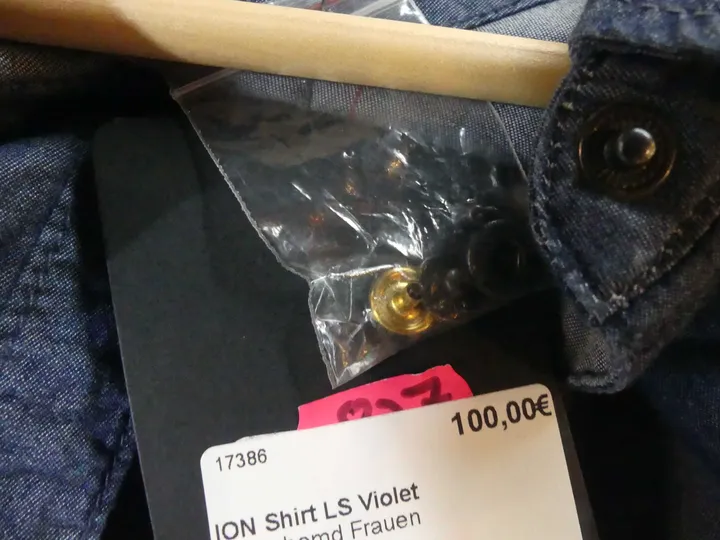 100,00€
17386
ION Shirt LS Violet
Frauen